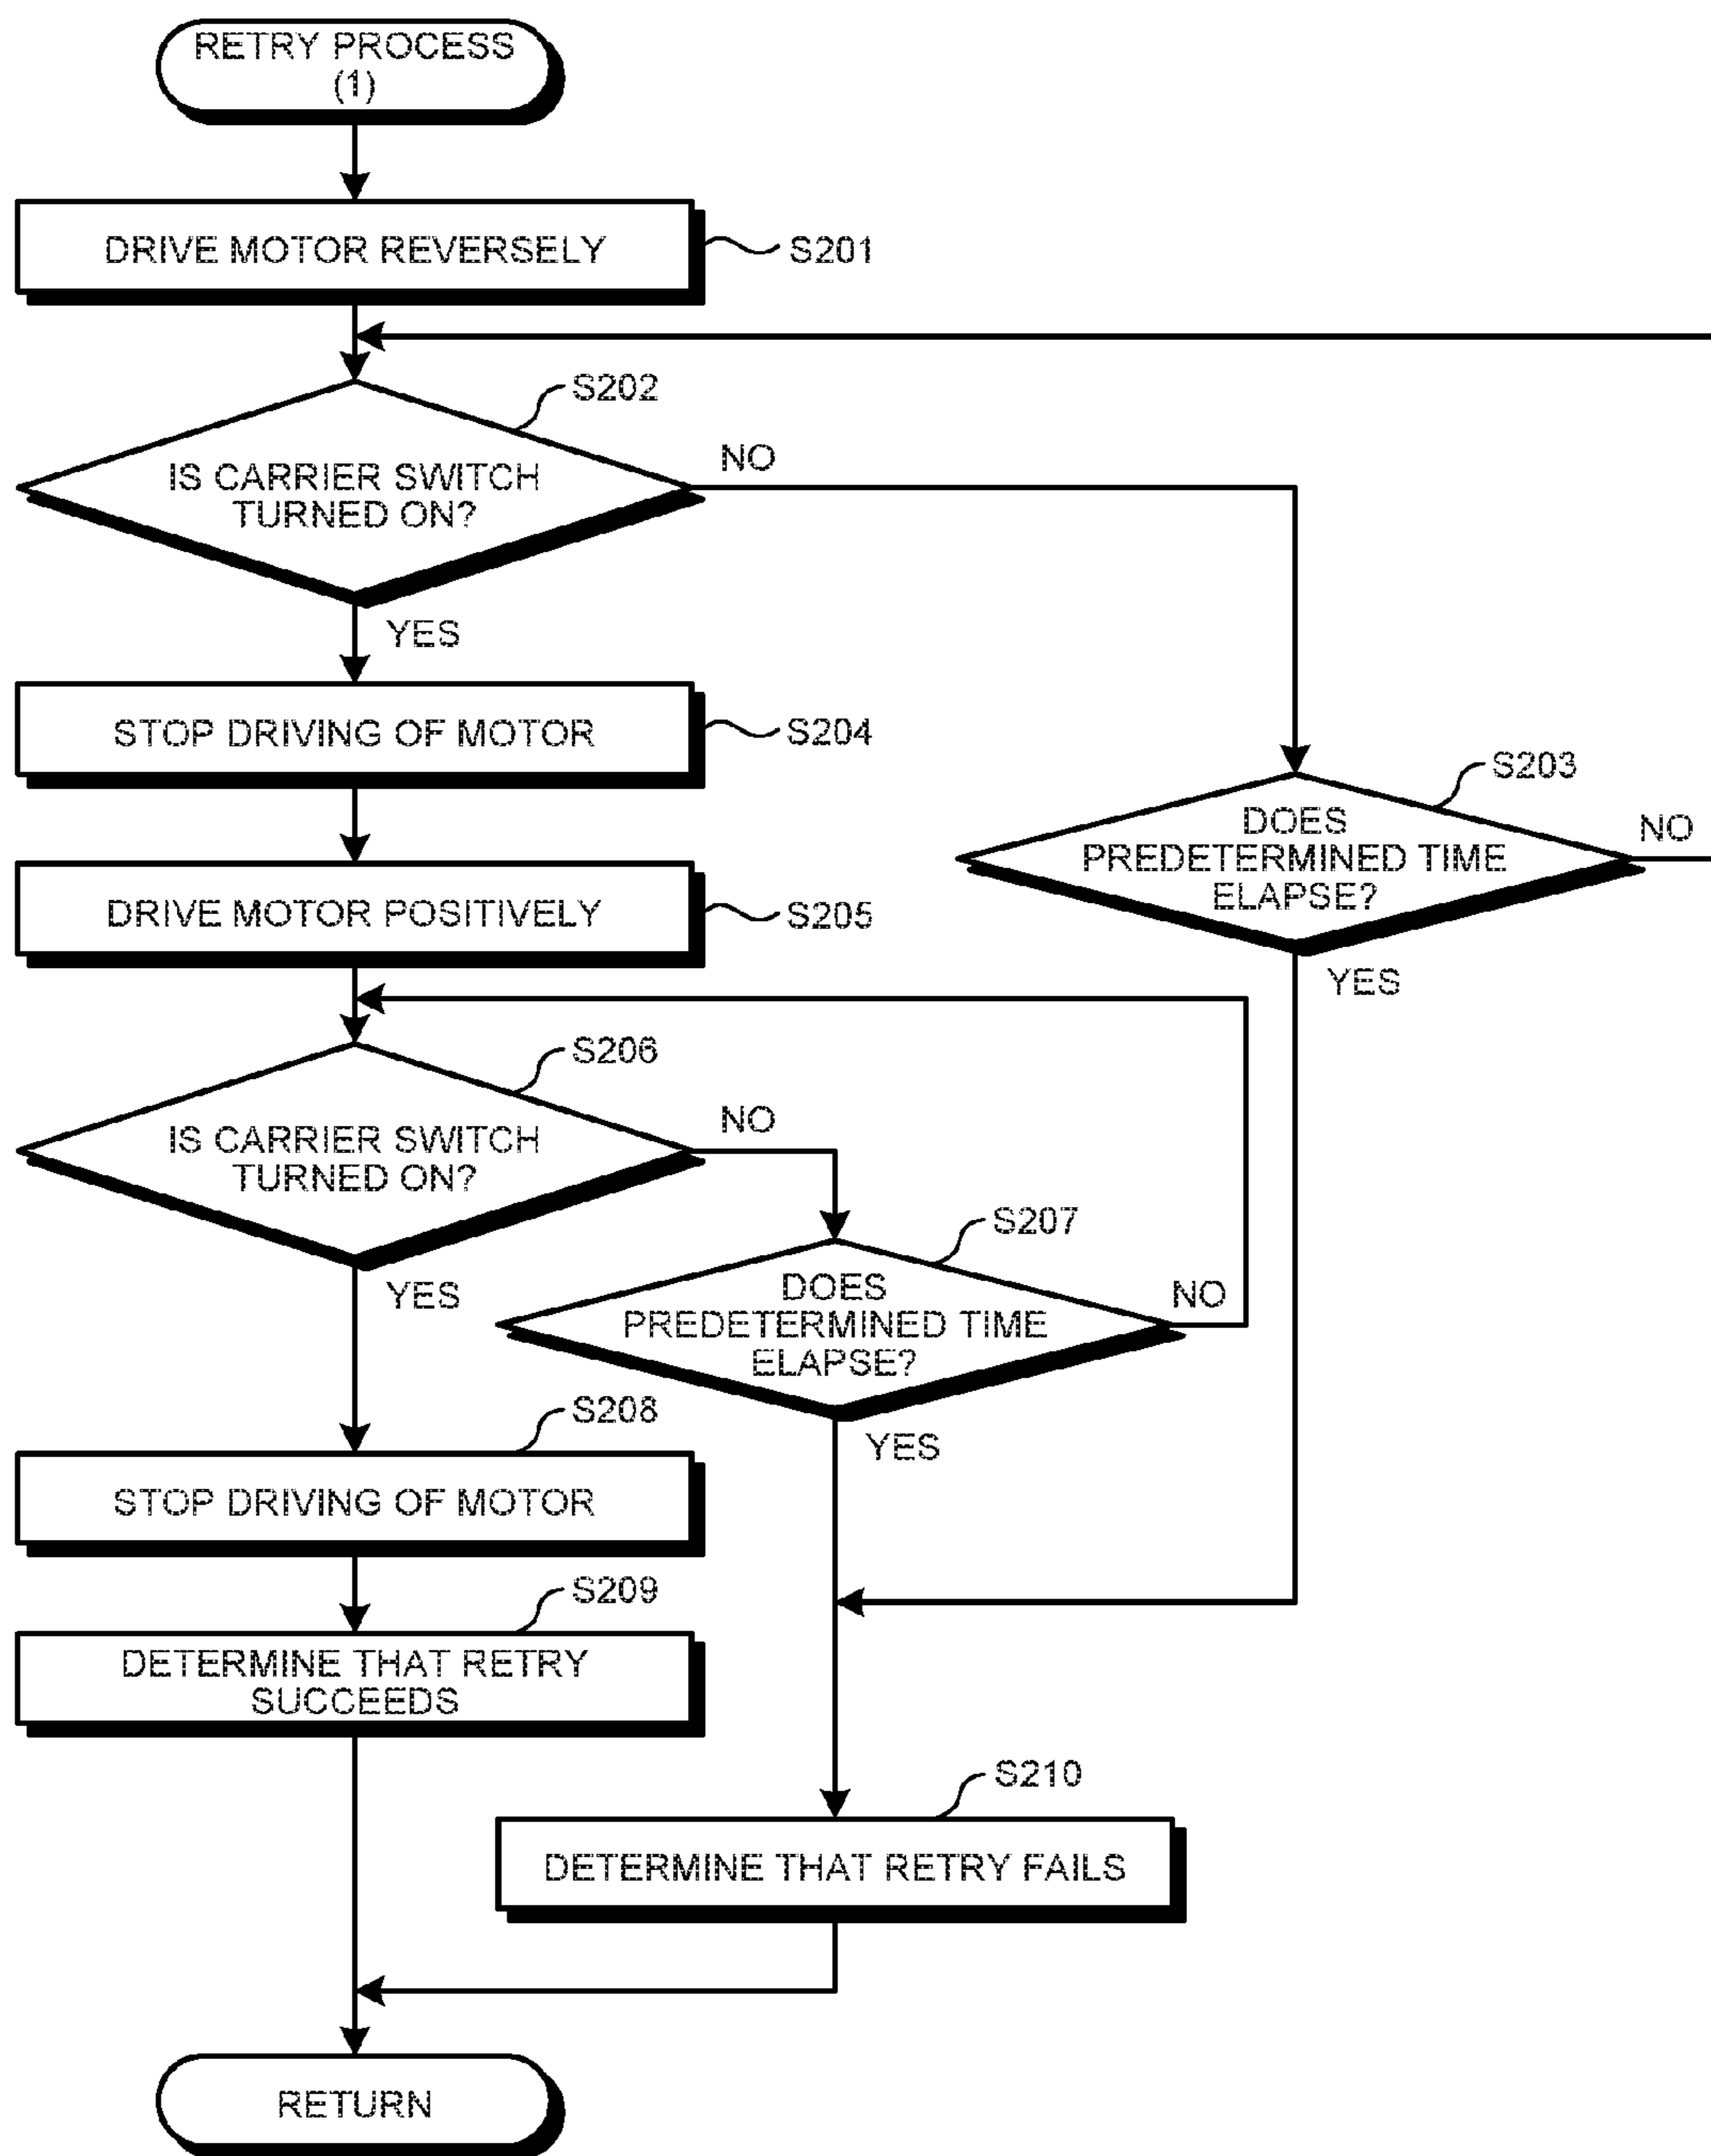 RETRY PROCESS
(1)
DRIVE MOTOR REVERSELY
S201
S202
IS CARRIER SWITCH
TURNED ON?
NO
YES
STOP DRIVING OF MOTOR
S204
S203
DOES
PREDETERMINED TIME
ELAPSE?
NO
YES
DRIVE MOTOR POSITIVELY
S205
S206
IS CARRIER SWITCH
TURNED ON?
NO
YES
S207
DOES
PREDETERMINED TIME
ELAPSE?
NO
YES
S208
STOP DRIVING OF MOTOR
S209
DETERMINE THAT RETRY
SUCCEEDS
S210
DETERMINE THAT RETRY FAILS
RETURN